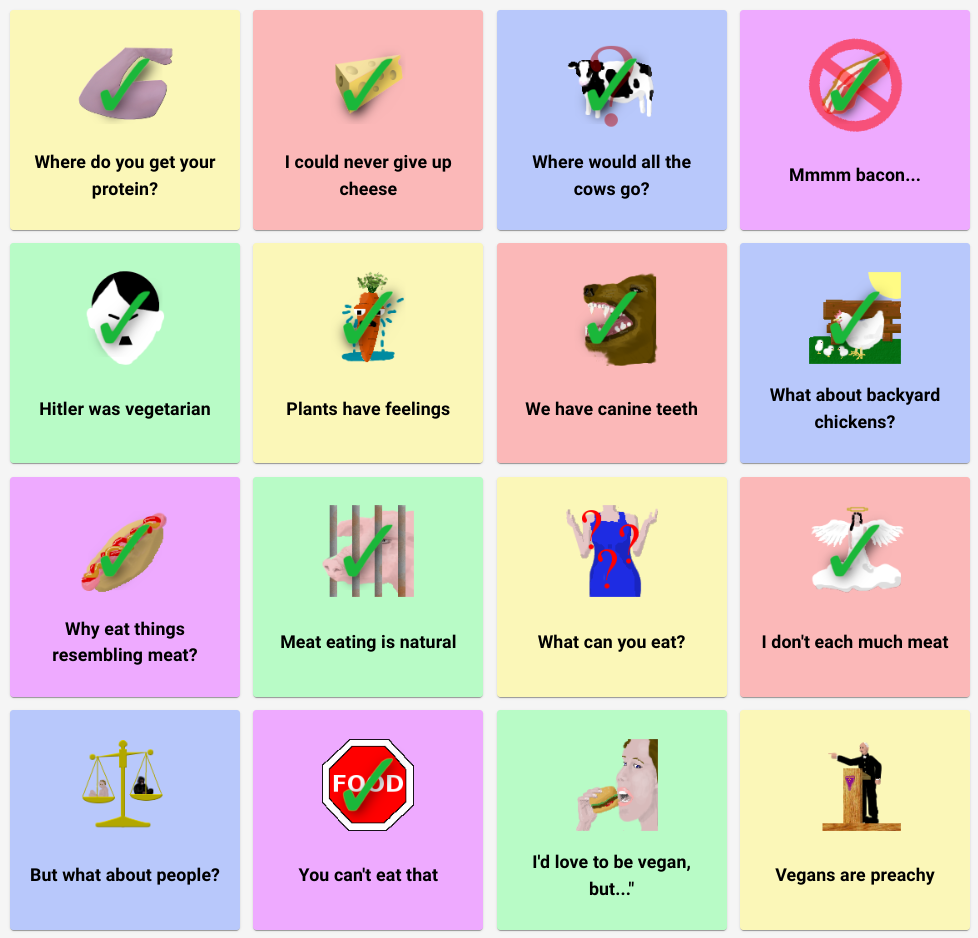 Where do you get your
protein?
I could never give up
cheese
Where would all the
cows go?
?
Mmmm bacon...
Hitler was vegetarian
Plants have feelings
We have canine teeth
What about backyard
chickens?
Why eat things
resembling meat?
Meat eating is natural
? ? ?
What can you eat?
I don't each much meat
But what about people?
FOOD
You can't eat that
I'd love to be vegan,
but..."
Vegans are preachy